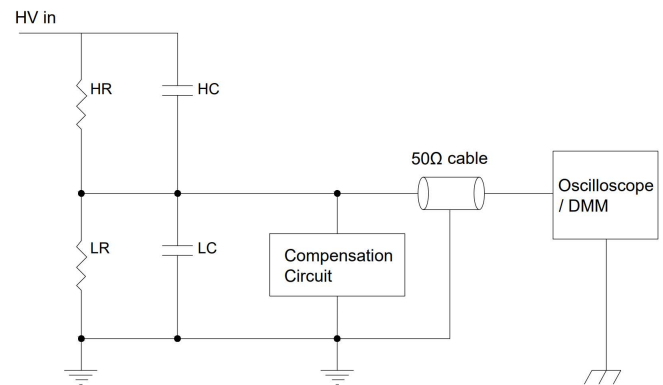 HV in
HR
HC
50Ω cable
Oscilloscope
/ DMM
LR
LC
Compensation
Circuit